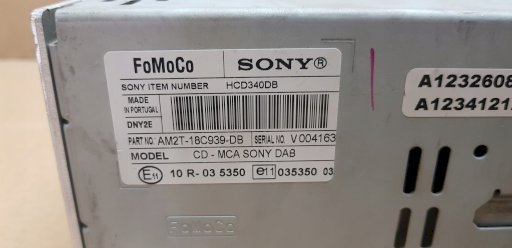 FoMoCo SONY®
SONY ITEM NUMBER HCD340DB
MADE
IN PORTUGAL
DNY2E
PART NO. AM2T-18C939-DB SERIAL NO. V 004163
MODEL CD - MCA SONY DAB
E11 10 R- 03 5350 e11 035350 03
A1232608
A1234121
FoMoCo